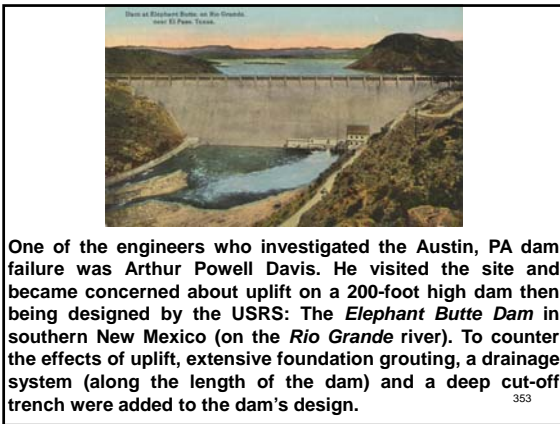 Dam at Elephant Butte, on Rio Grande,
near El Paso, Texas.
One of the engineers who investigated the Austin, PA dam
failure was Arthur Powell Davis. He visited the site and
became concerned about uplift on a 200-foot high dam then
being designed by the USRS: The Elephant Butte Dam in
southern New Mexico (on the Rio Grande river). To counter
the effects of uplift, extensive foundation grouting, a drainage
system (along the length of the dam) and a deep cut-off
trench were added to the dam's design.
353